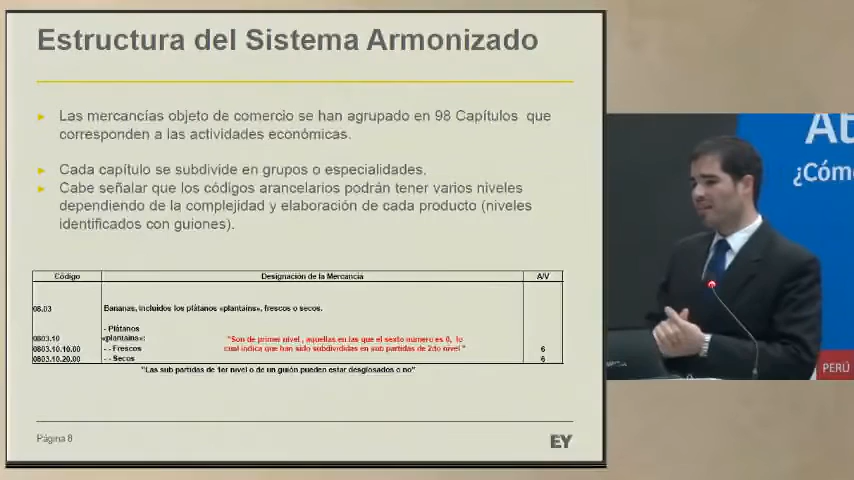 Estructura del Sistema Armonizado
Las mercancías objeto de comercio se han agrupado en 98 Capítulos que
corresponden a las actividades económicas.
Cada capítulo se subdivide en grupos o especialidades.
Cabe señalar que los códigos arancelarios podrán tener varios niveles
dependiendo de la complejidad y elaboración de cada producto (niveles
identificados con guiones).
Código Designación de la Mercancia A/V
08.03 Bananas, incluidos los plátanos «plantains», frescos o secos.
- Plátanos
0803.10 «plantains»: "Son de primer nivel , aquellas en las que el sexto numero es 0, lo
0803.10.10.00 - - Frescos cual indica que han sido subdivididas en sub partidas de 2do nivel " 6
0803.10.20.00 - - Secos 6
"Las sub partidas de 1er nivel o de un guión pueden estar desglosados o no"
Página 8
EY
At
¿Cóm
PERÚ